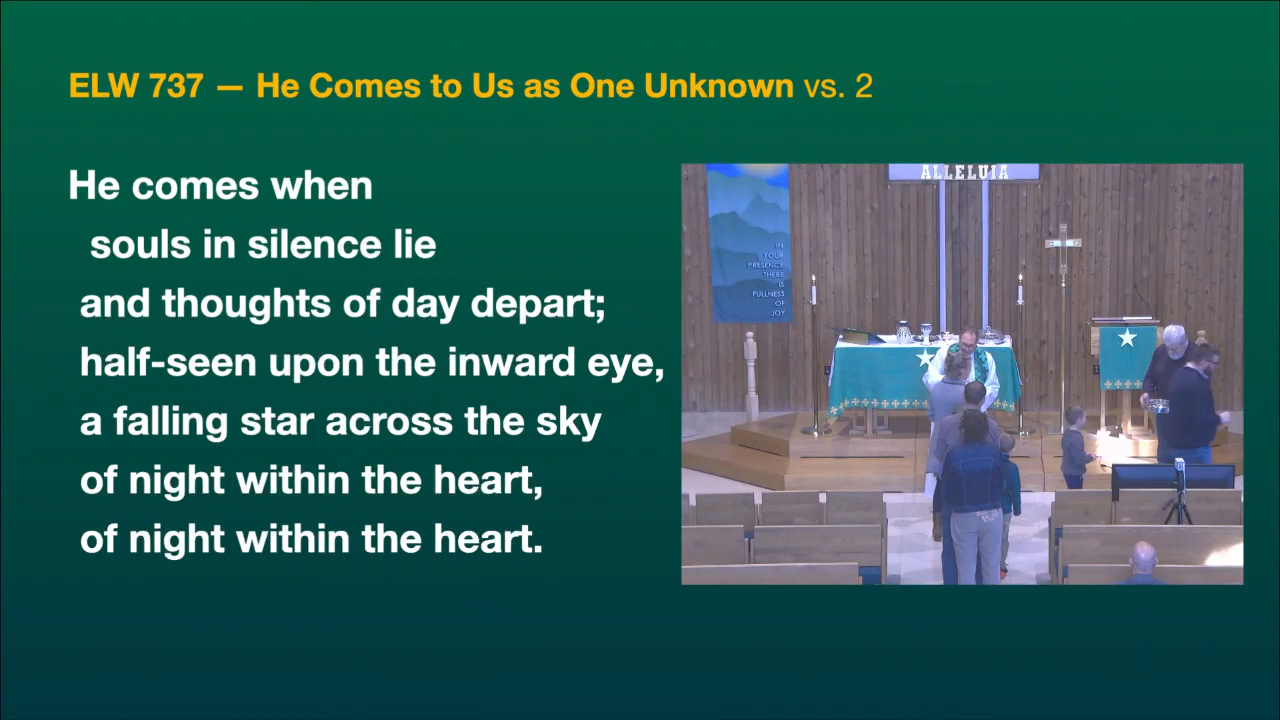 ELW 737 — He Comes to Us as One Unknown vs. 2
He comes when
souls in silence lie
and thoughts of day depart;
half-seen upon the inward eye,
a falling star across the sky
of night within the heart,
of night within the heart.
ALLELUIA
IN
YOUR
PRESENCE
THERE
IS
FULLNESS
OF
JOY